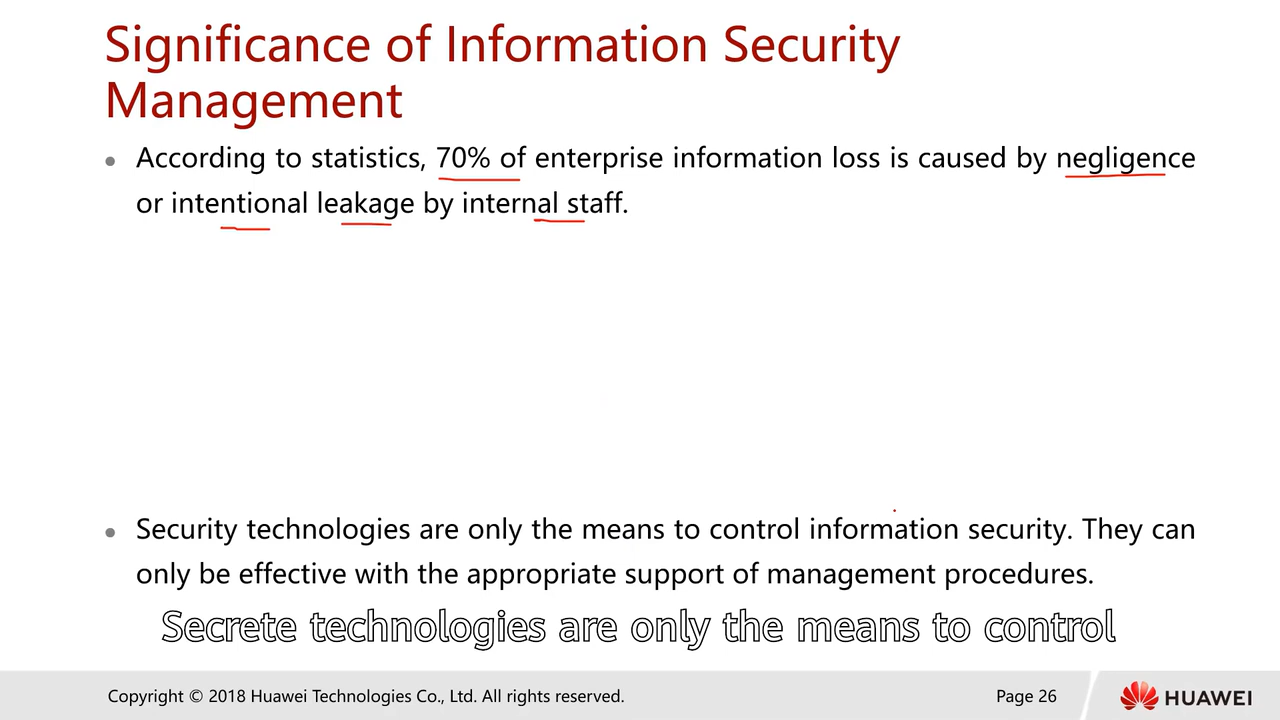 Significance of Information Security
Management
According to statistics, 70% of enterprise information loss is caused by negligence
or intentional leakage by internal staff.
Security technologies are only the means to control information security. They can
only be effective with the appropriate support of management procedures.
Secrete technologies are only the means to control
Copyright © 2018 Huawei Technologies Co., Ltd. All rights reserved.
Page 26
HUAWEI